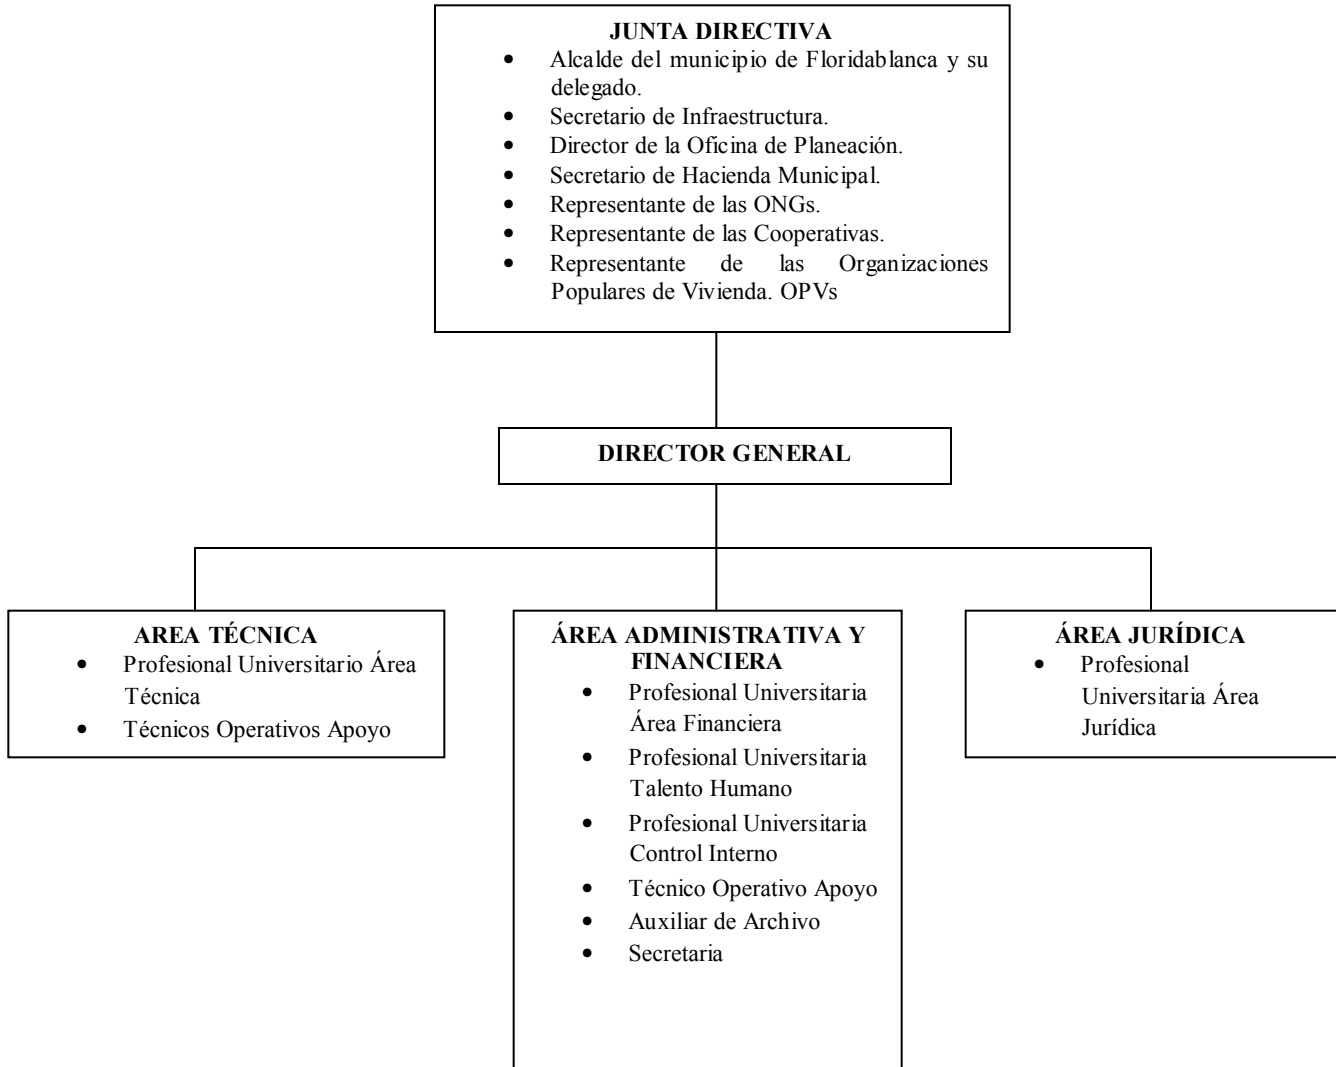 JUNTA DIRECTIVA
• Alcalde del municipio de Floridablanca y su
delegado.
• Secretario de Infraestructura.
• Director de la Oficina de Planeación.
• Secretario de Hacienda Municipal.
• Representante de las ONGs.
• Representante de las Cooperativas.
• Representante de las Organizaciones
Populares de Vivienda. OPVs
DIRECTOR GENERAL
AREA TÉCNICA
• Profesional Universitario Área
Técnica
• Técnicos Operativos Apoyo
ÁREA ADMINISTRATIVA Y
FINANCIERA
• Profesional Universitaria
Área Financiera
• Profesional Universitaria
Talento Humano
• Profesional Universitaria
Control Interno
• Técnico Operativo Apoyo
• Auxiliar de Archivo
• Secretaria
ÁREA JURÍDICA
• Profesional
Universitaria Área
Jurídica